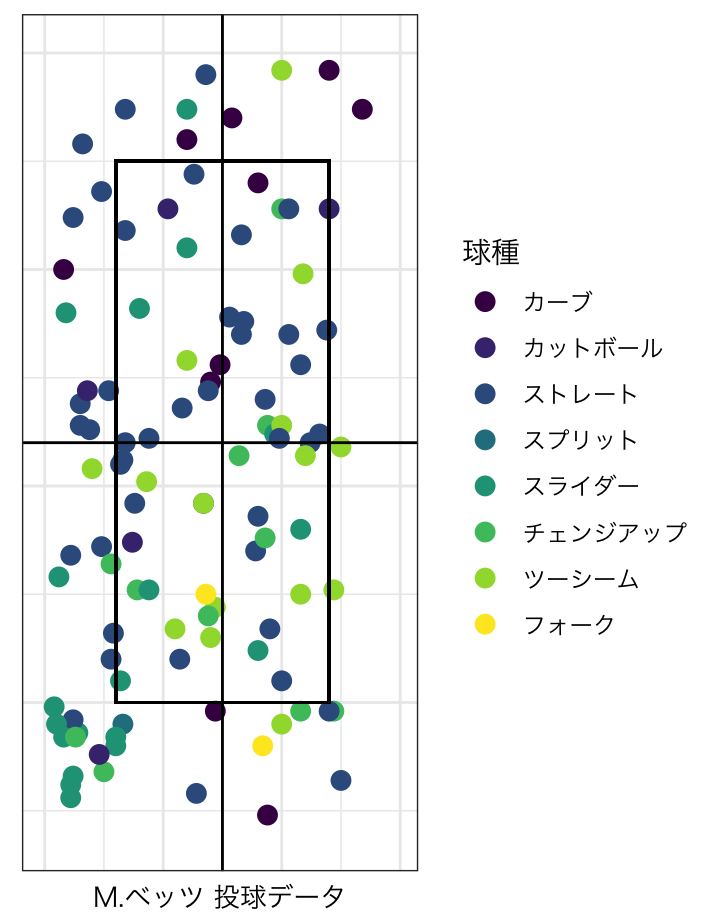 球種
カーブ
カットボール
ストレート
スプリット
スライダー
チェンジアップ
ツーシーム
フォーク
M.ベッツ 投球データ